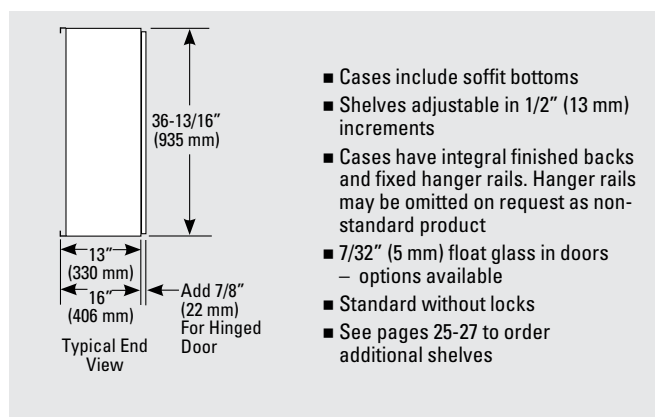 36-13/16"
(935 mm)
13"
(330 mm)
16"
(406 mm)
Add 7/8"
(22 mm)
For Hinged
Door
Typical End
View
■ Cases include soffit bottoms
■ Shelves adjustable in 1/2" (13 mm)
increments
■ Cases have integral finished backs
and fixed hanger rails. Hanger rails
may be omitted on request as non-
standard product
■ 7/32" (5 mm) float glass in doors
– options available
■ Standard without locks
■ See pages 25-27 to order
additional shelves